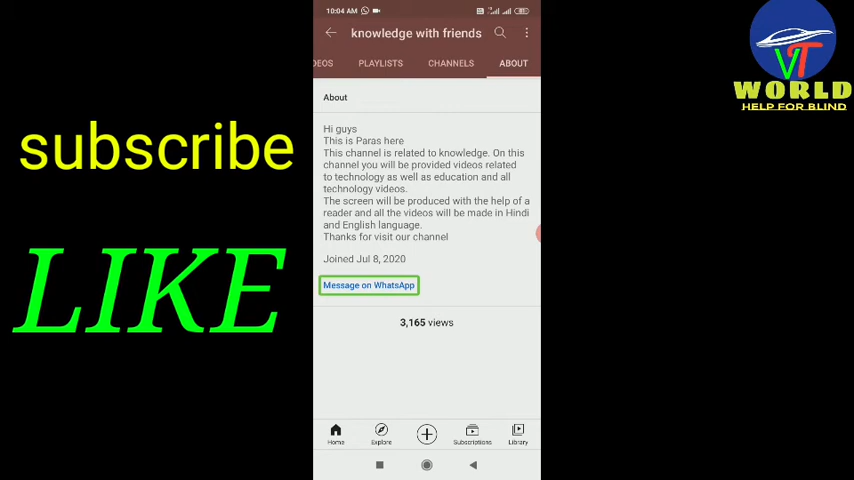 10:04 AM
knowledge with friends
DEOS PLAYLISTS CHANNELS ABOUT
About
Hi guys
This is Paras here
This channel is related to knowledge. On this
channel you will be provided videos related
to technology as well as education and all
technology videos.
The screen will be produced with the help of a
reader and all the videos will be made in Hindi
and English language.
Thanks for visit our channel
Joined Jul 8, 2020
Message on WhatsApp
3,165 views
Home Explore Subscriptions Library
subscribe
LIKE
VT
WORLD
HELP FOR BLIND